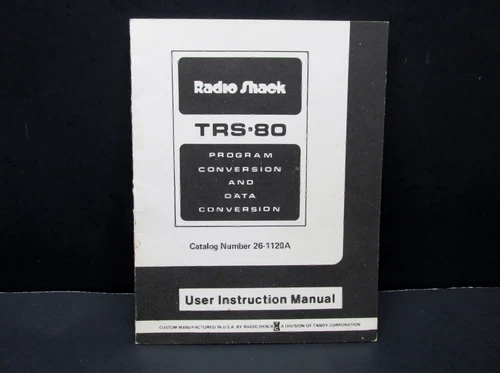 Radio Shack
TRS-80
PROGRAM
CONVERSION
AND
DATA
CONVERSION
Catalog Number 26-1120A
User Instruction Manual
CUSTOM MANUFACTURED IN U.S.A. BY RADIO SHACK A DIVISION OF TANDY CORPORATION